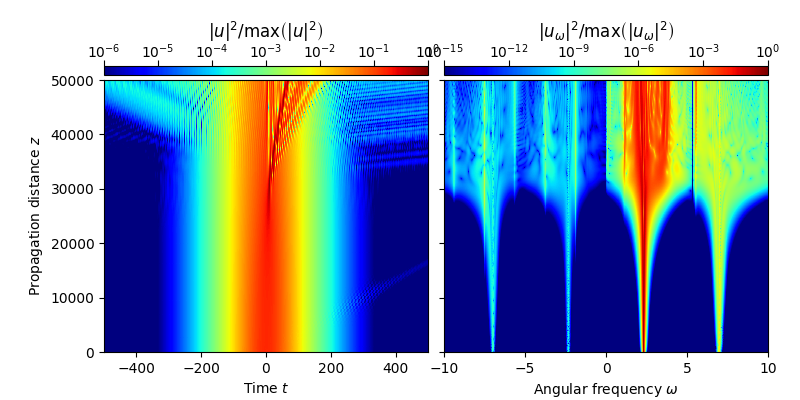 |u|²/max(|u|²)
|u_ω|²/max(|u_ω|²)
10⁻⁶ 10⁻⁵ 10⁻⁴ 10⁻³ 10⁻² 10⁻¹ 10⁰
10⁻¹⁵ 10⁻¹² 10⁻⁹ 10⁻⁶ 10⁻³ 10⁰
Propagation distance z
50000
40000
30000
20000
10000
0
−400 −200 0 200 400
−10 −5 0 5 10
Time t
Angular frequency ω